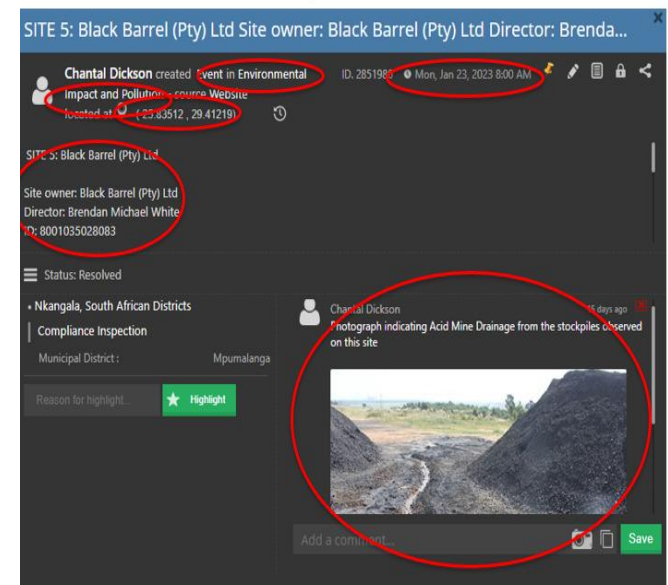 SITE 5: Black Barrel (Pty) Ltd Site owner: Black Barrel (Pty) Ltd Director: Brenda...
Chantal Dickson created Event in Environmental
ID. 2851980
Mon, Jan 23, 2023 8:00 AM
Impact and Pollution - source Website
located at (-25.83512 , 29.41219)
SITE 5: Black Barrel (Pty) Ltd
Site owner: Black Barrel (Pty) Ltd
Director: Brendan Michael White
ID: 8001035028083
Status: Resolved
Nkangala, South African Districts
Compliance Inspection
Municipal District : Mpumalanga
Reason for highlight...
Highlight
Chantal Dickson
days ago
Photograph indicating Acid Mine Drainage from the stockpiles observed
on this site
Add a comment...
Save